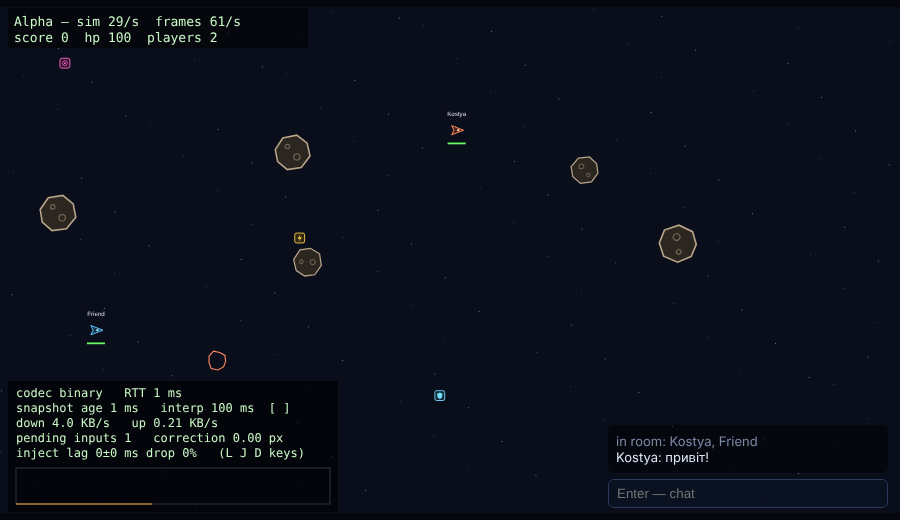 Alpha — sim 29/s  frames 61/s
score 0  hp 100  players 2
Kostya
Friend
codec binary   RTT 1 ms
snapshot age 1 ms   interp 100 ms  [ ]
down 4.0 KB/s   up 0.21 KB/s
pending inputs 1   correction 0.00 px
inject lag 0±0 ms drop 0%   (L J D keys)
in room: Kostya, Friend
Kostya: привіт!
Enter — chat